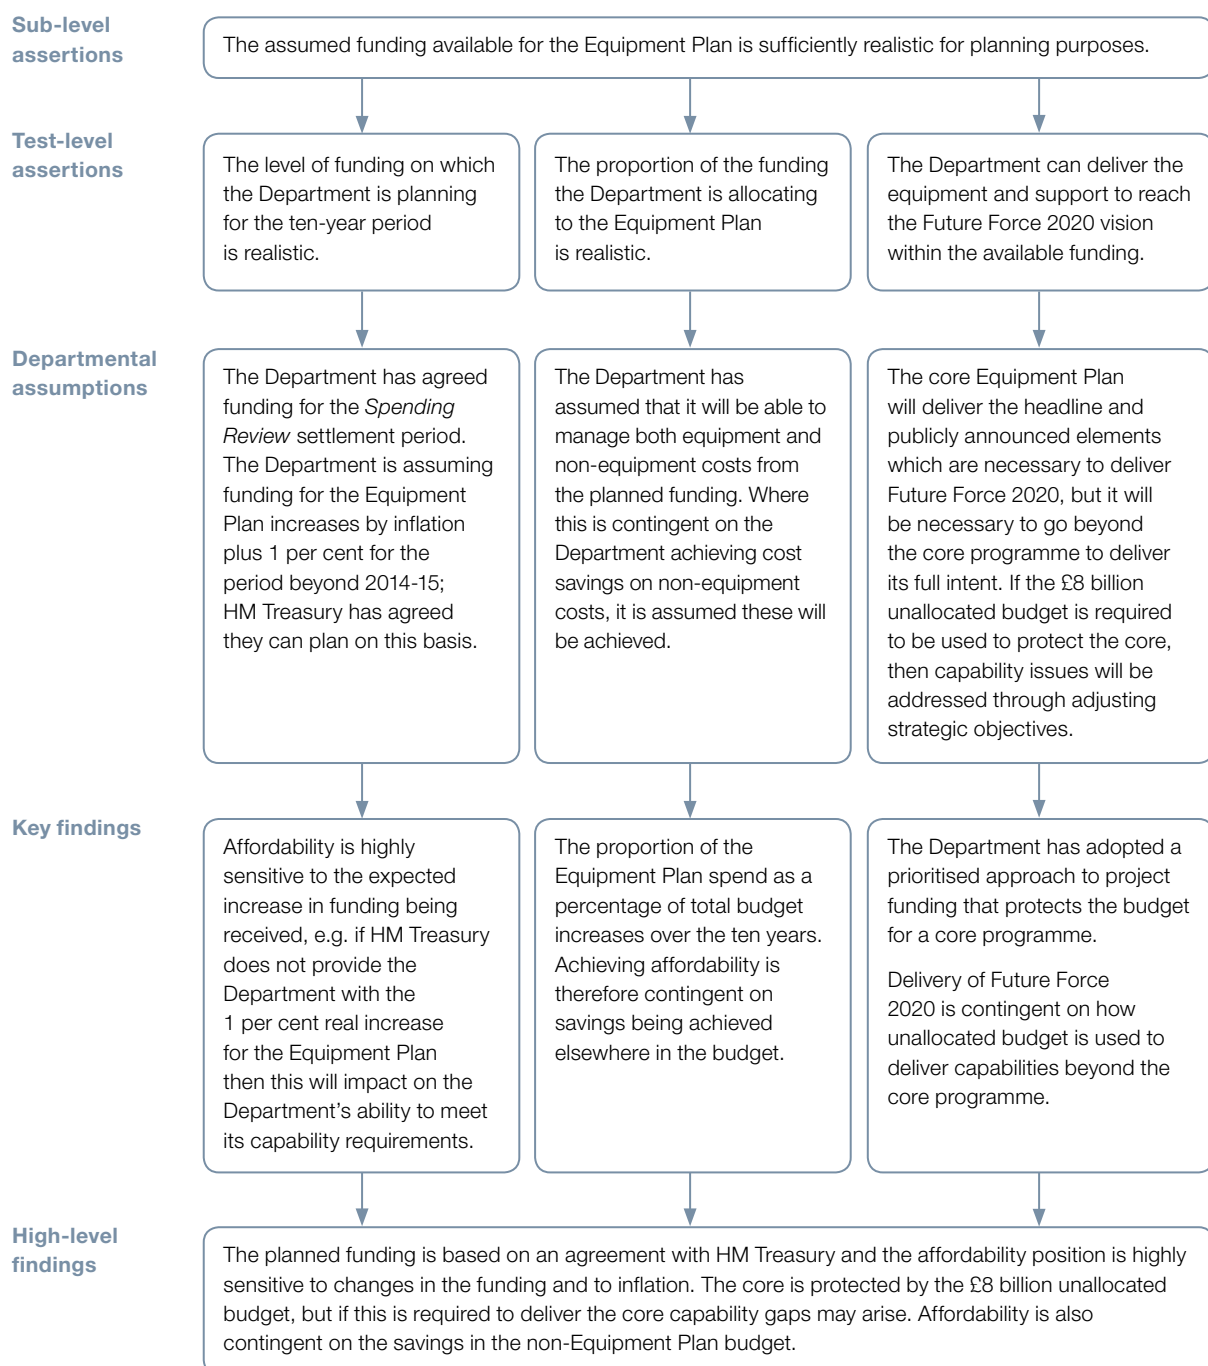 Sub-level
assertions
The assumed funding available for the Equipment Plan is sufficiently realistic for planning purposes.
Test-level
assertions
The level of funding on which
the Department is planning
for the ten-year period
is realistic.
The proportion of the funding
the Department is allocating
to the Equipment Plan
is realistic.
The Department can deliver the
equipment and support to reach
the Future Force 2020 vision
within the available funding.
Departmental
assumptions
The Department has agreed
funding for the Spending
Review settlement period.
The Department is assuming
funding for the Equipment
Plan increases by inflation
plus 1 per cent for the
period beyond 2014-15;
HM Treasury has agreed
they can plan on this basis.
The Department has
assumed that it will be able to
manage both equipment and
non-equipment costs from
the planned funding. Where
this is contingent on the
Department achieving cost
savings on non-equipment
costs, it is assumed these will
be achieved.
The core Equipment Plan
will deliver the headline and
publicly announced elements
which are necessary to deliver
Future Force 2020, but it will
be necessary to go beyond
the core programme to deliver
its full intent. If the £8 billion
unallocated budget is required
to be used to protect the core,
then capability issues will be
addressed through adjusting
strategic objectives.
Key findings
Affordability is highly
sensitive to the expected
increase in funding being
received, e.g. if HM Treasury
does not provide the
Department with the
1 per cent real increase
for the Equipment Plan
then this will impact on the
Department's ability to meet
its capability requirements.
The proportion of the
Equipment Plan spend as a
percentage of total budget
increases over the ten years.
Achieving affordability is
therefore contingent on
savings being achieved
elsewhere in the budget.
The Department has adopted a
prioritised approach to project
funding that protects the budget
for a core programme.
Delivery of Future Force
2020 is contingent on how
unallocated budget is used to
deliver capabilities beyond the
core programme.
High-level
findings
The planned funding is based on an agreement with HM Treasury and the affordability position is highly
sensitive to changes in the funding and to inflation. The core is protected by the £8 billion unallocated
budget, but if this is required to deliver the core capability gaps may arise. Affordability is also
contingent on the savings in the non-Equipment Plan budget.